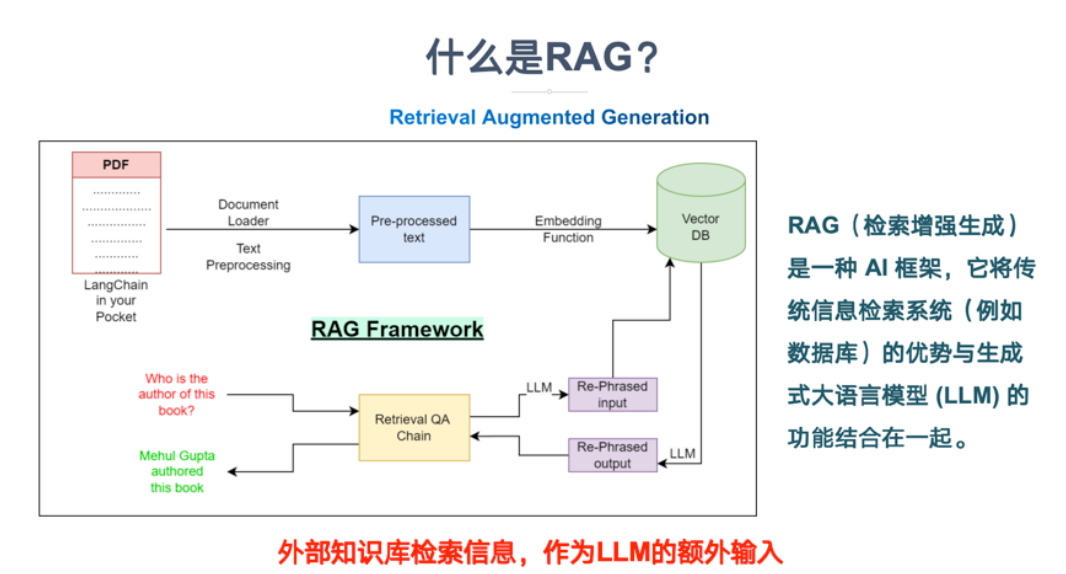 什么是RAG？
Retrieval Augmented Generation
PDF
LangChain
in your
Pocket
Document
Loader
Text
Preprocessing
Pre-processed
text
Embedding
Function
Vector
DB
RAG Framework
Who is the
author of this
book?
Mehul Gupta
authored
this book
Retrieval QA
Chain
LLM
Re-Phrased
input
Re-Phrased
output
LLM
RAG（检索增强生成）
是一种 AI 框架，它将传
统信息检索系统（例如
数据库）的优势与生成
式大语言模型 (LLM) 的
功能结合在一起。
外部知识库检索信息，作为LLM的额外输入